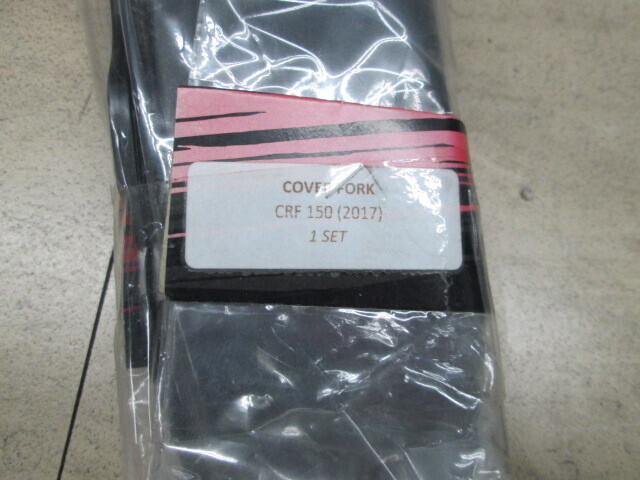 COVER FORK
CRF 150 (2017)
1 SET